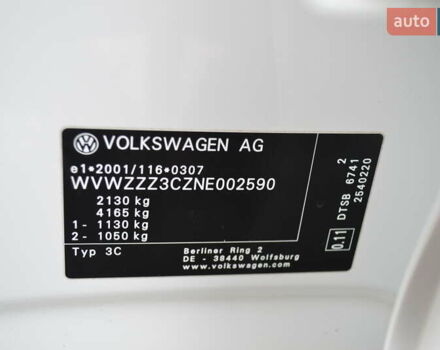 auto
VOLKSWAGEN AG
e1*2001/116*0307
WVWZZZ3CZNE002590
2130 kg
4165 kg
1 - 1130 kg
2 - 1050 kg
Typ 3C
Berliner Ring 2
DE - 38440 Wolfsburg
www.volkswagen.com
0.11
DTSB 6741 2
2540220